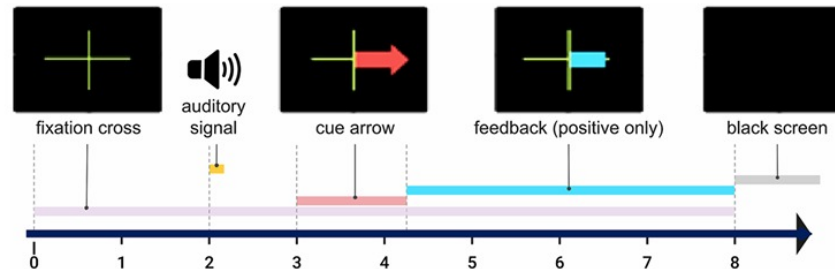 fixation cross
auditory
signal
cue arrow
feedback (positive only)
black screen
0 1 2 3 4 5 6 7 8